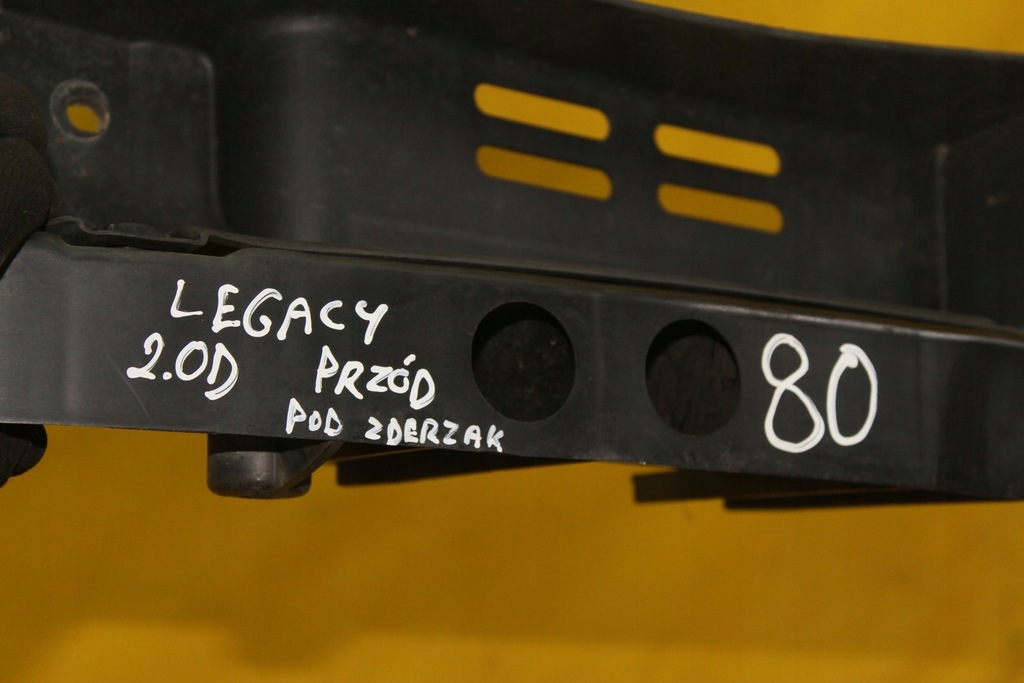 LEGACY
2.0D PRZÓD
POD ZDERZAK
80